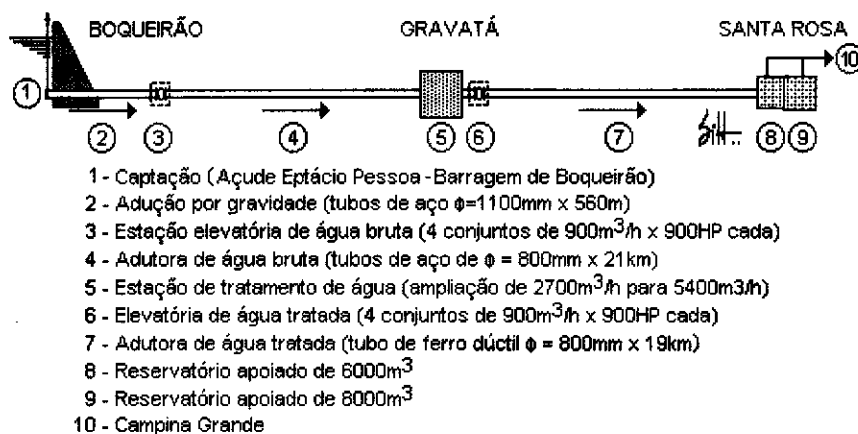 BOQUEIRÃO GRAVATÁ SANTA ROSA
10
1
2 3 4 5 6 7 8 9
1 - Captação (Açude Eptácio Pessoa - Barragem de Boqueirão)
2 - Adução por gravidade (tubos de aço ϕ=1100mm x 560m)
3 - Estação elevatória de água bruta (4 conjuntos de 900m³/h x 900HP cada)
4 - Adutora de água bruta (tubos de aço de ϕ = 800mm x 21km)
5 - Estação de tratamento de água (ampliação de 2700m³/h para 5400m3/h)
6 - Elevatória de água tratada (4 conjuntos de 900m³/h x 900HP cada)
7 - Adutora de água tratada (tubo de ferro dúctil ϕ = 800mm x 19km)
8 - Reservatório apoiado de 6000m³
9 - Reservatório apoiado de 8000m³
10 - Campina Grande